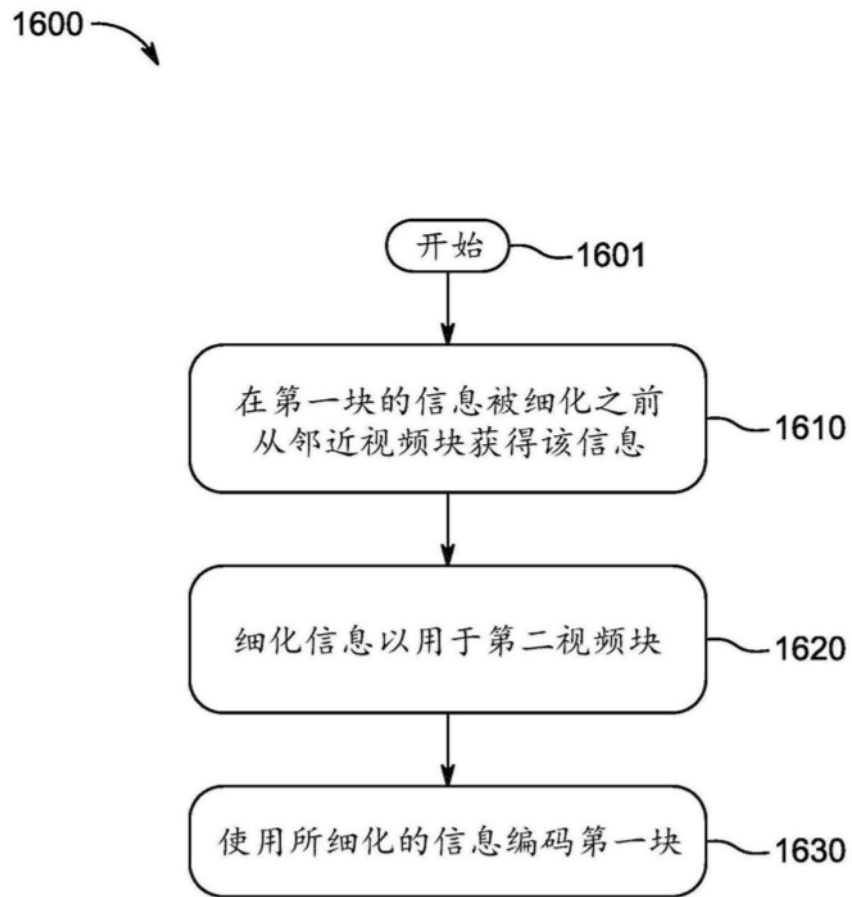 1600
开始
1601
在第一块的信息被细化之前
从邻近视频块获得该信息
1610
细化信息以用于第二视频块
1620
使用所细化的信息编码第一块
1630